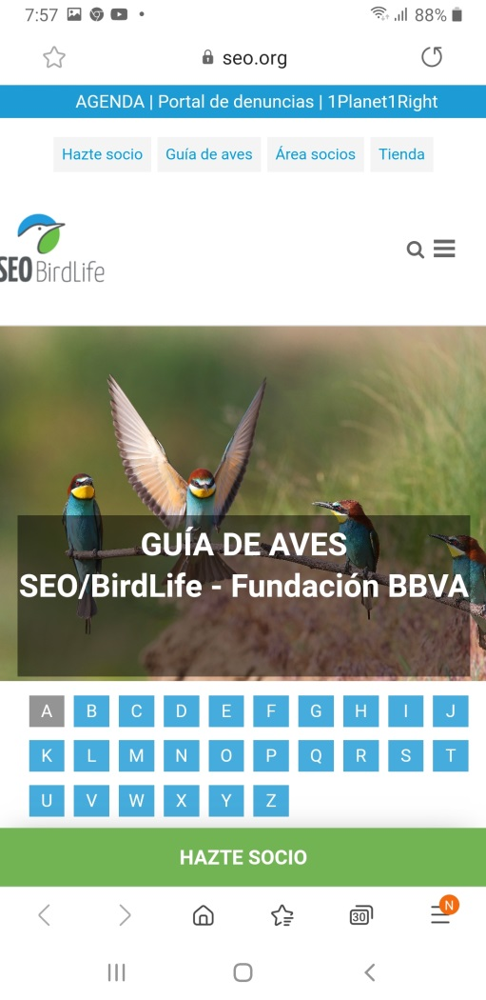 7:57
88%
seo.org
AGENDA | Portal de denuncias | 1Planet1Right
Hazte socio Guía de aves Área socios Tienda
SEO BirdLife
GUÍA DE AVES
SEO/BirdLife - Fundación BBVA
A B C D E F G H I J
K L M N O P Q R S T
U V W X Y Z
HAZTE SOCIO
30 N